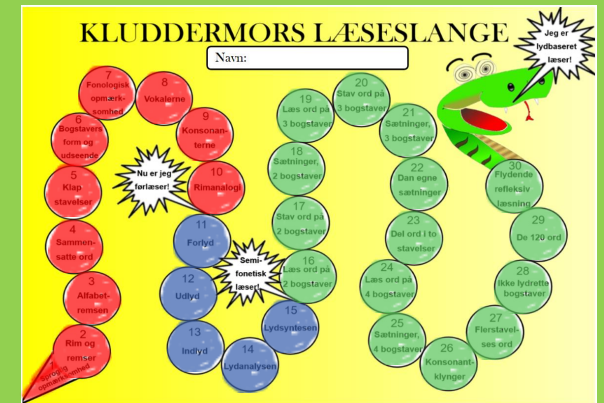 KLUDDERMORS LÆSESLANGE
Navn:
Jeg er
lydbaseret
læser!
1
Sproglig
opmærksomhed
2
Rim og
remser
3
Alfabet-
remsen
4
Sammen-
satte ord
5
Klap
stavelser
6
Bogstavers
form og
udseende
7
Fonologisk
opmærk-
somhed
8
Vokalerne
9
Konsonan-
terne
10
Rimanalogi
Nu er jeg
førlæser!
11
Forlyd
12
Udlyd
13
Indlyd
14
Lydanalysen
15
Lydsyntesen
Semi-
fonetisk
læser!
16
Læs ord på
2 bogstaver
17
Stav ord på
2 bogstaver
18
Sætninger,
2 bogstaver
19
Læs ord på
3 bogstaver
20
Stav ord på
3 bogstaver
21
Sætninger,
3 bogstaver
22
Dan egne
sætninger
23
Del ord i to
stavelser
24
Læs ord på
4 bogstaver
25
Sætninger,
4 bogstaver
26
Konsonant-
klynger
27
Flerstavel-
ses ord
28
Ikke lydrette
bogstaver
29
De 120 ord
30
Flydende
refleksiv
læsning